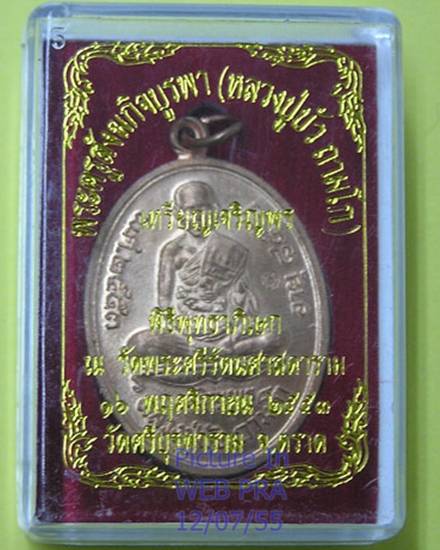 พระครูสังฆกิจบูรพา (หลวงปู่บัว ถามโก)
เหรียญเจริญพร
พิธีพุทธาภิเษก
ณ วัดพระศรีรัตนศาสดาราม
๑๖ พฤศจิกายน ๒๕๕๓
วัดศรีบูรพาราม จ.ตราด
Picture In
WEB PRA
12/07/55